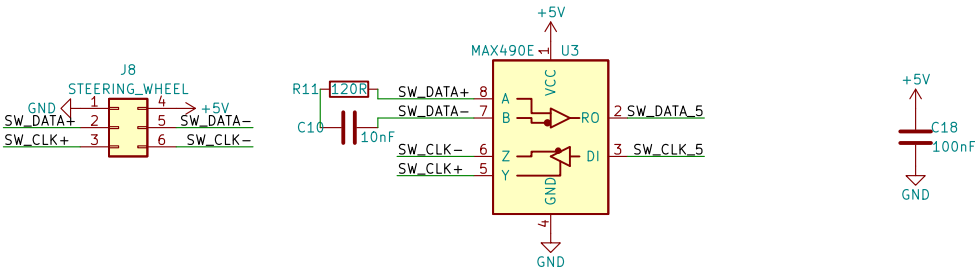 J8
STEERING_WHEEL
GND 1 4 +5V
SW_DATA+ 2 5 SW_DATA-
SW_CLK+ 3 6 SW_CLK-
R11 120R
C10 10nF
+5V
MAX490E U3
1
VCC
SW_DATA+ 8 A
SW_DATA- 7 B RO 2 SW_DATA_5
SW_CLK- 6 Z DI 3 SW_CLK_5
SW_CLK+ 5 Y
GND
4
GND
+5V
C18
100nF
GND